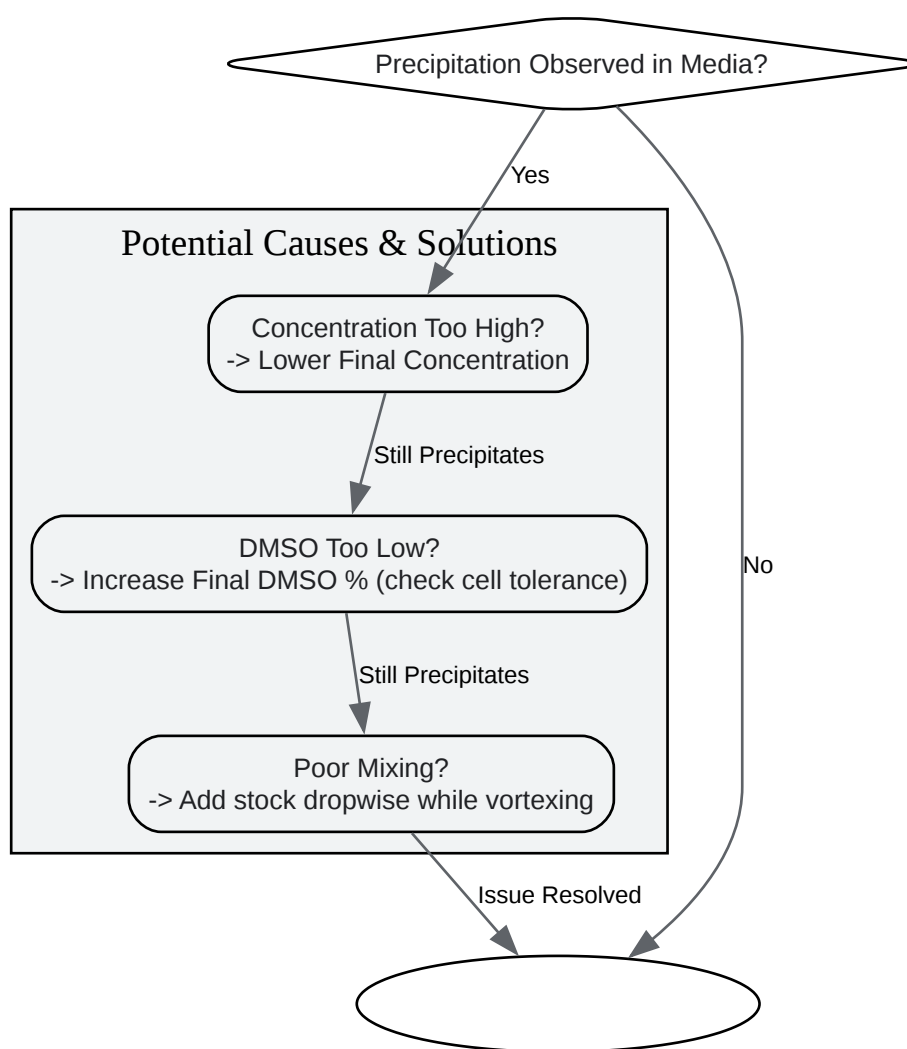 Precipitation Observed in Media?
Yes
Potential Causes & Solutions
Concentration Too High?
-> Lower Final Concentration
Still Precipitates
DMSO Too Low?
-> Increase Final DMSO % (check cell tolerance)
No
Still Precipitates
Poor Mixing?
-> Add stock dropwise while vortexing
Issue Resolved